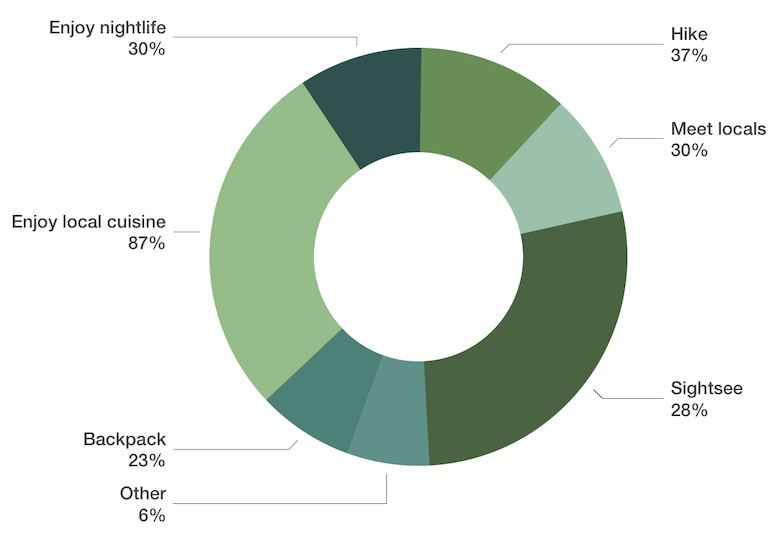 Enjoy nightlife
30%
Hike
37%
Meet locals
30%
Enjoy local cuisine
87%
Sightsee
28%
Backpack
23%
Other
6%